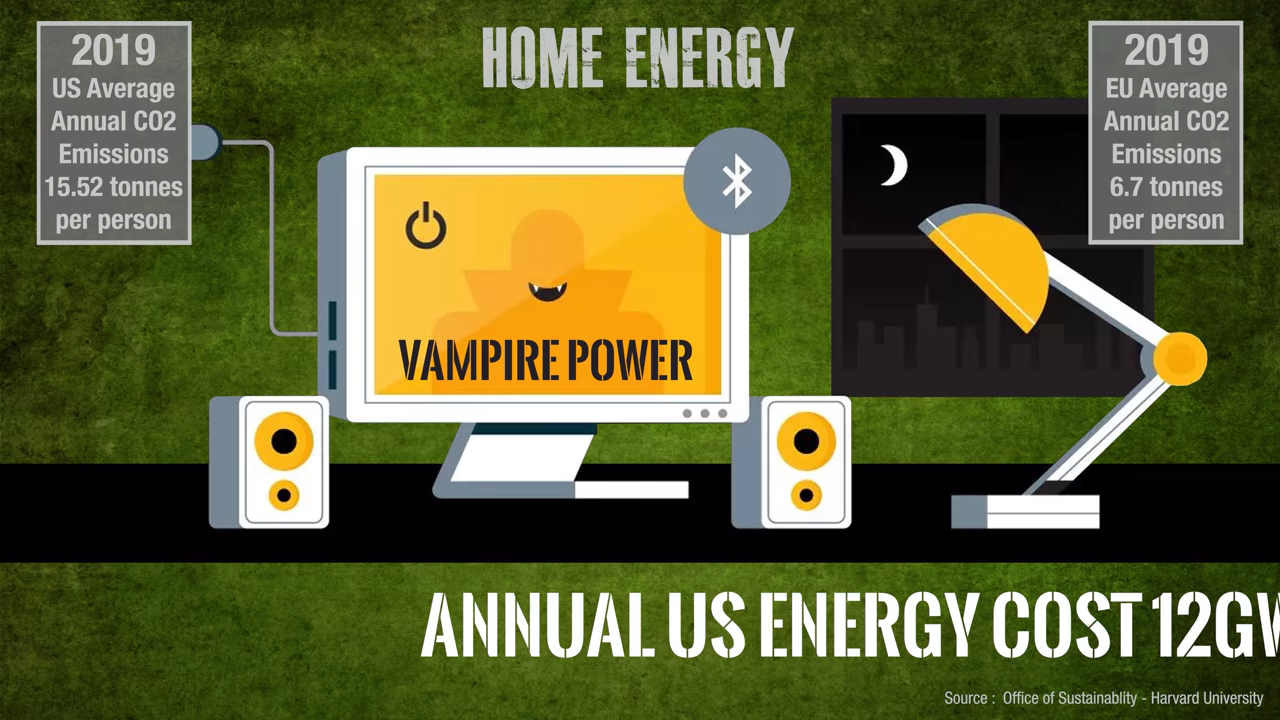 HOME ENERGY
2019
US Average
Annual CO2
Emissions
15.52 tonnes
per person
2019
EU Average
Annual CO2
Emissions
6.7 tonnes
per person
VAMPIRE POWER
ANNUAL US ENERGY COST 12GW
Source : Office of Sustainablity - Harvard University